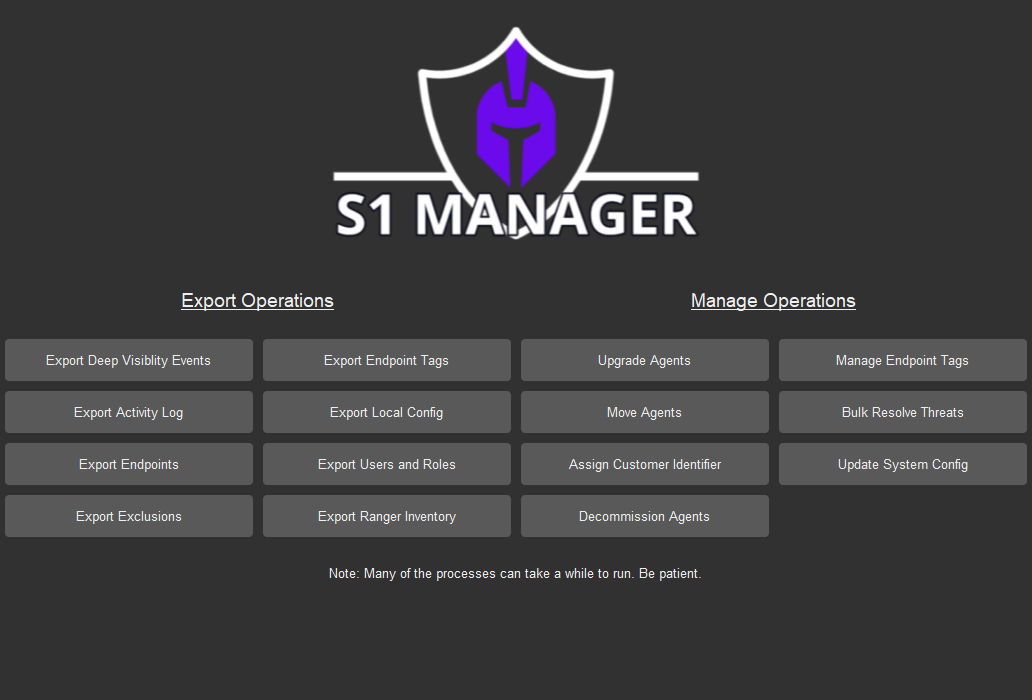 S1 MANAGER
Export Operations
Manage Operations
Export Deep Visiblity Events
Export Endpoint Tags
Upgrade Agents
Manage Endpoint Tags
Export Activity Log
Export Local Config
Move Agents
Bulk Resolve Threats
Export Endpoints
Export Users and Roles
Assign Customer Identifier
Update System Config
Export Exclusions
Export Ranger Inventory
Decommission Agents
Note: Many of the processes can take a while to run. Be patient.